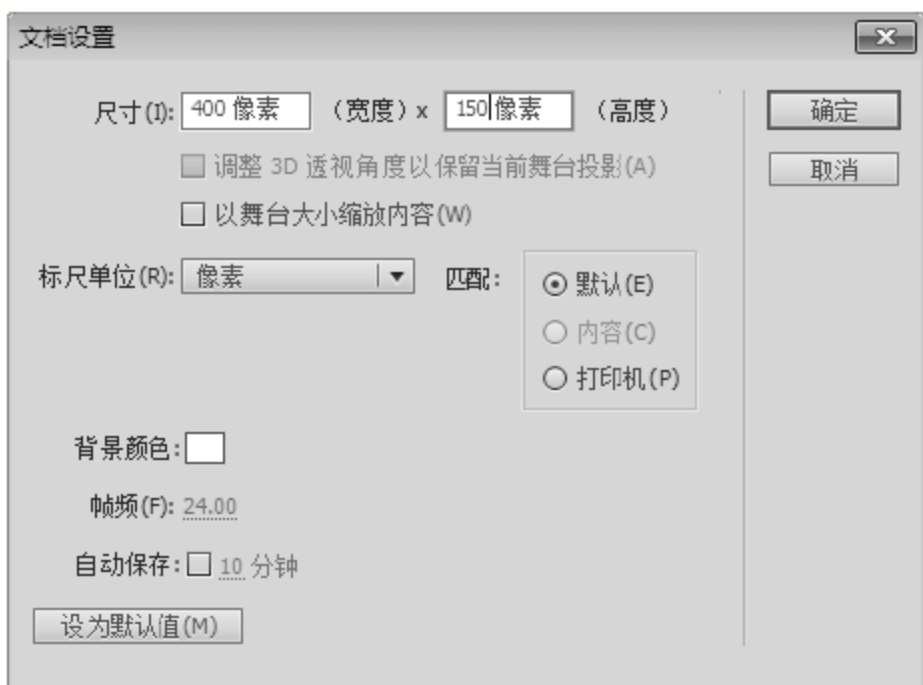 文档设置
尺寸(I): 400 像素 (宽度) x 150像素 (高度) 确定
调整 3D 透视角度以保留当前舞台投影(A) 取消
以舞台大小缩放内容(W)
标尺单位(R): 像素 匹配: 默认(E)
内容(C)
打印机(P)
背景颜色:
帧频(F): 24.00
自动保存: 10 分钟
设为默认值(M)